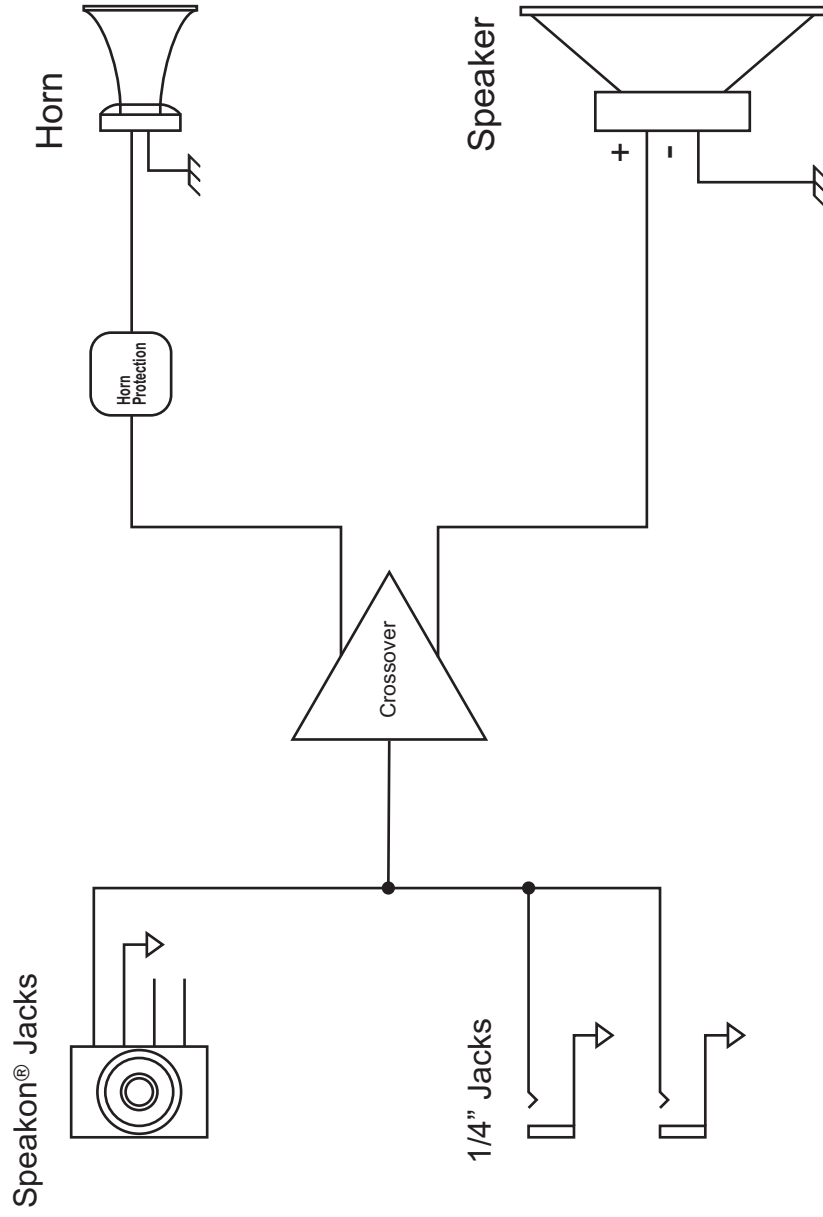 Speakon® Jacks
1/4” Jacks
Crossover
Horn
Protection
Horn
Speaker
+
-